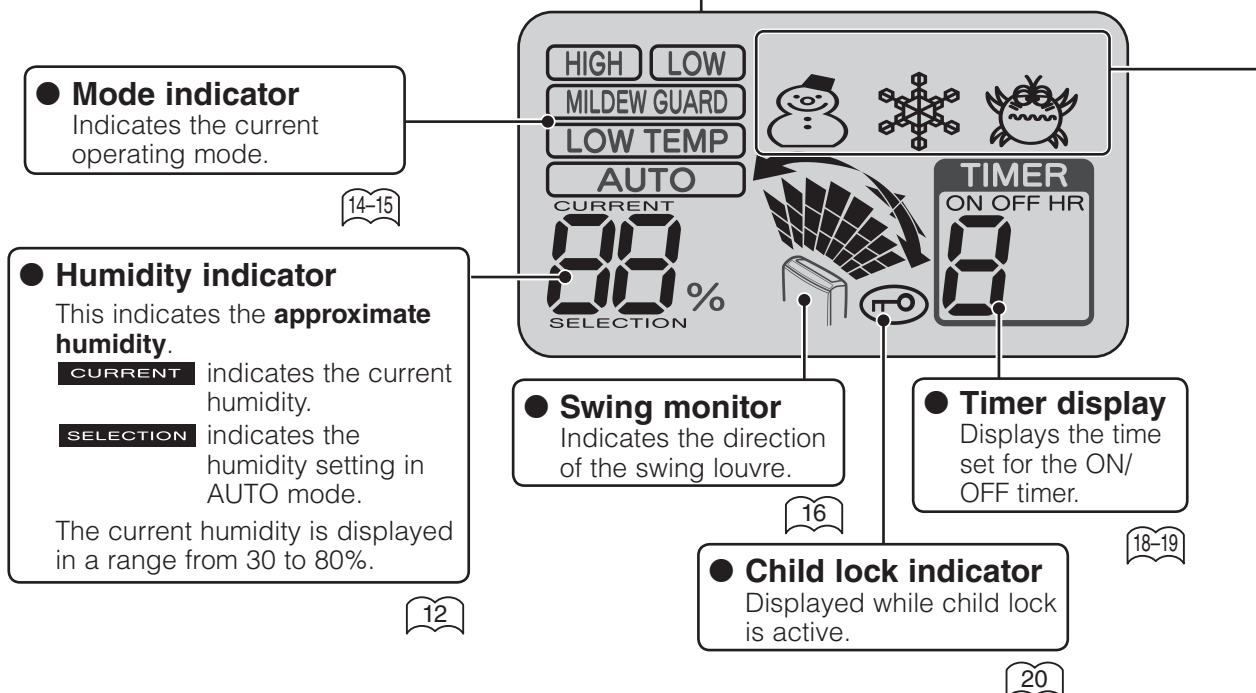 HIGH LOW
MILDEW GUARD
LOW TEMP
AUTO
CURRENT
88 %
SELECTION
TIMER
ON OFF HR
8
● Mode indicator
Indicates the current
operating mode.
14–15
● Humidity indicator
This indicates the approximate
humidity.
CURRENT indicates the current
humidity.
SELECTION indicates the
humidity setting in
AUTO mode.
The current humidity is displayed
in a range from 30 to 80%.
12
● Swing monitor
Indicates the direction
of the swing louvre.
16
● Timer display
Displays the time
set for the ON/
OFF timer.
18–19
● Child lock indicator
Displayed while child lock
is active.
20